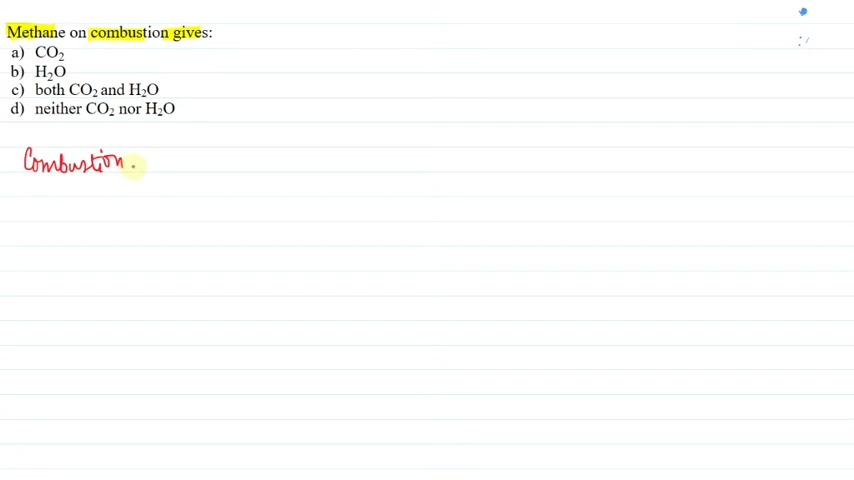 Methane on combustion gives:
a) CO₂
b) H₂O
c) both CO₂ and H₂O
d) neither CO₂ nor H₂O
Combustion